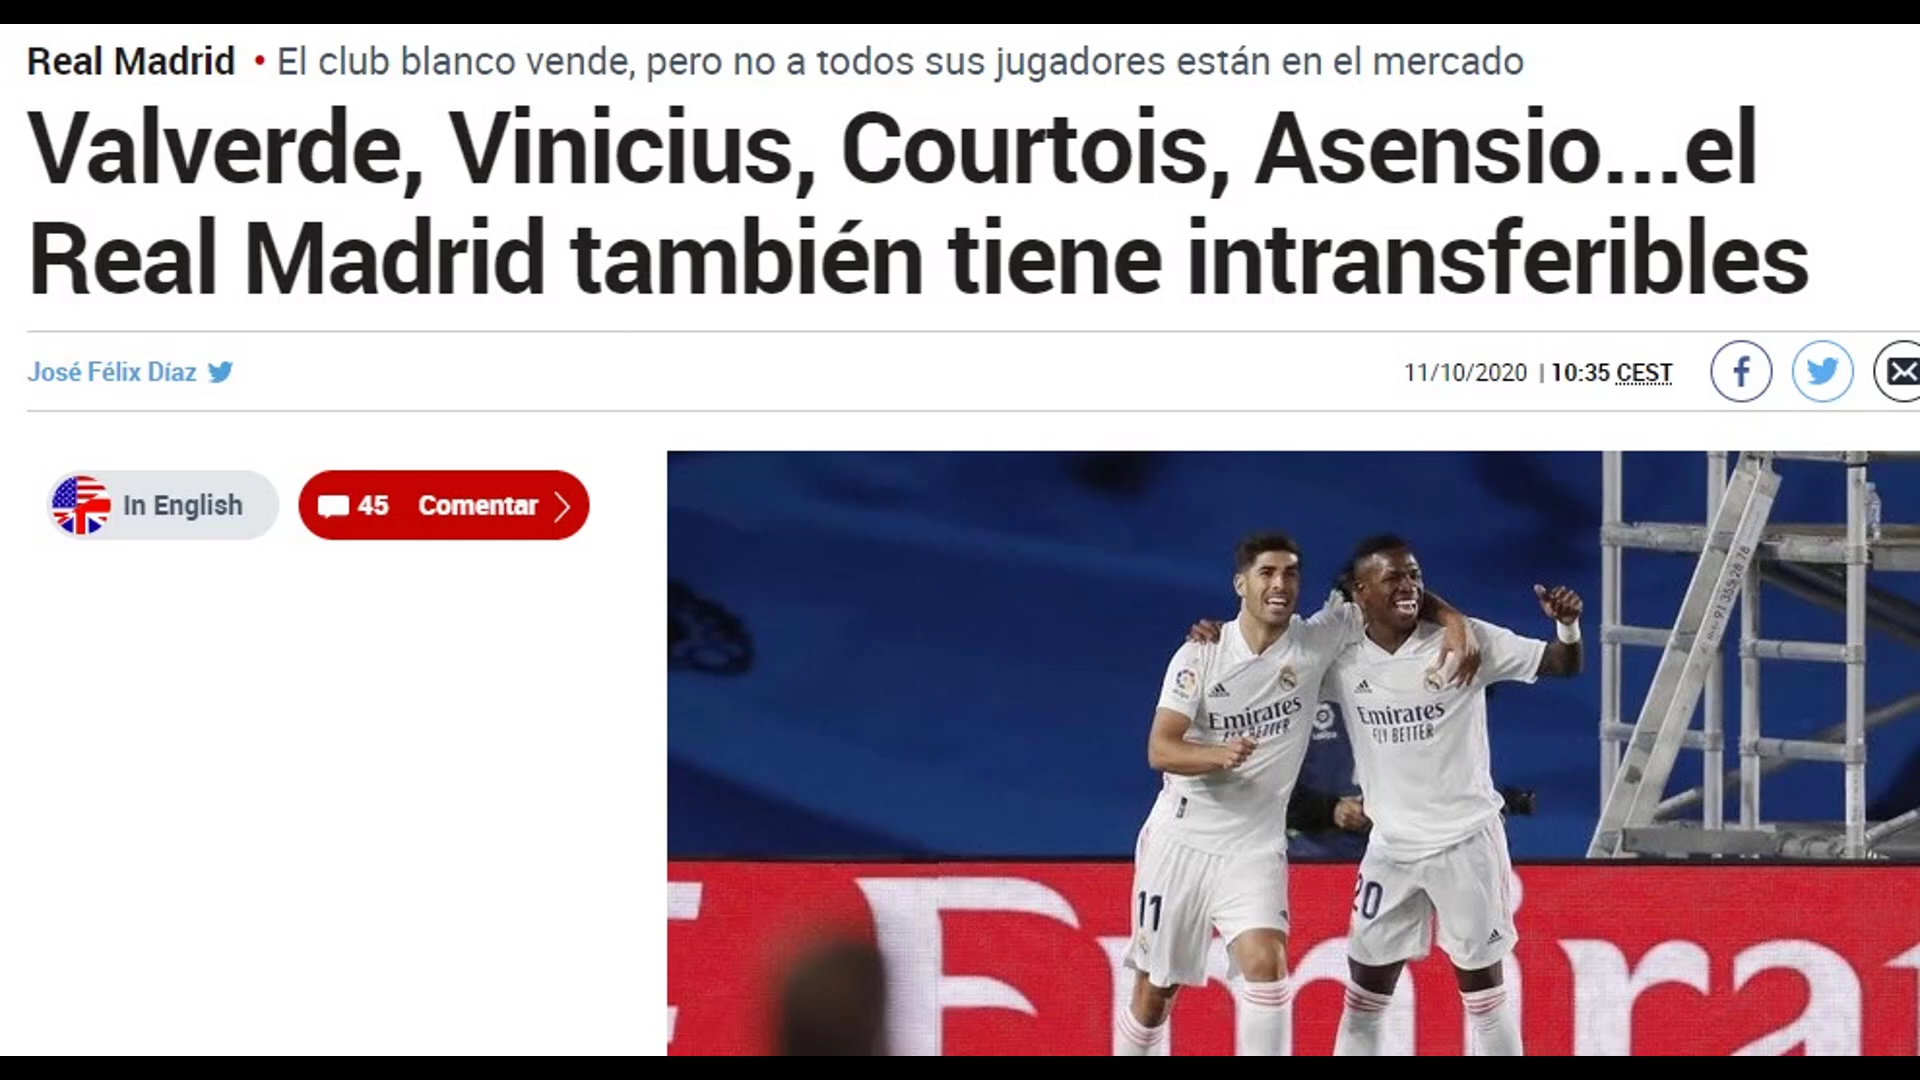 Real Madrid • El club blanco vende, pero no a todos sus jugadores están en el mercado
Valverde, Vinicius, Courtois, Asensio...el
Real Madrid también tiene intransferibles
José Félix Díaz
11/10/2020 | 10:35 CEST
In English
45 Comentar
Emirates
FLY BETTER
Emirates
FLY BETTER
11
20
Emira